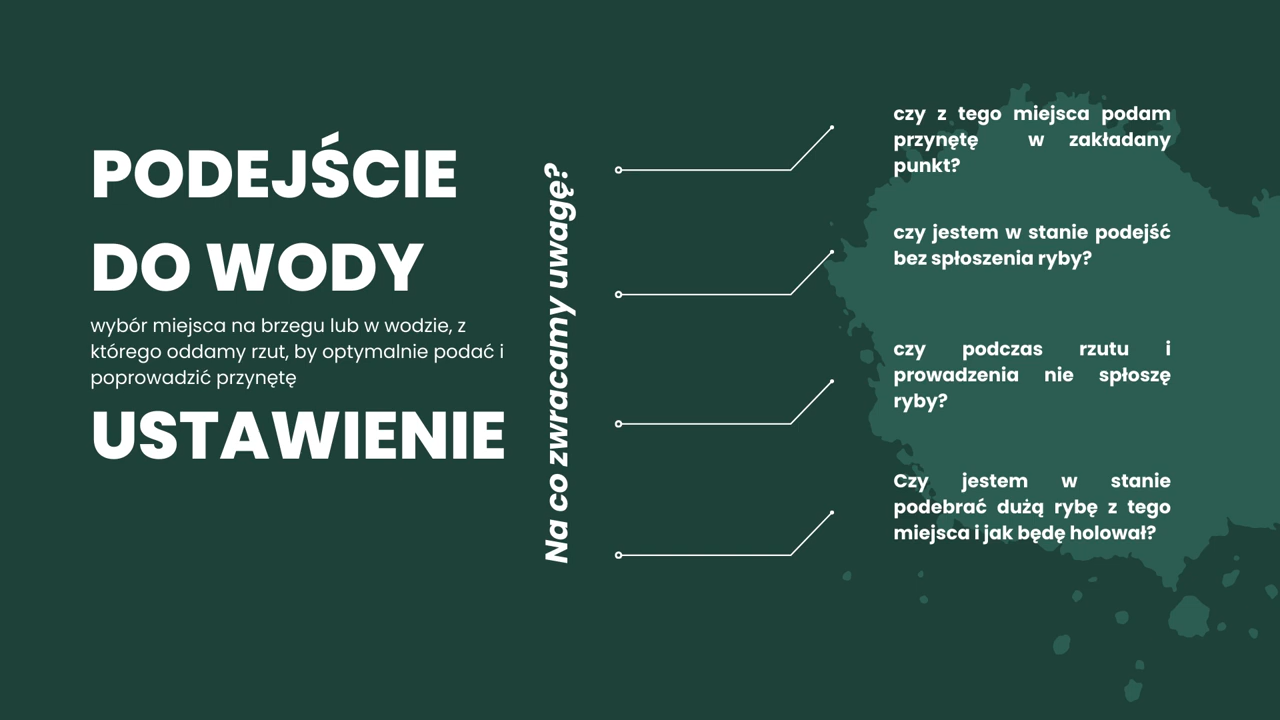 PODEJŚCIE
DO WODY
wybór miejsca na brzegu lub w wodzie, z
którego oddamy rzut, by optymalnie podać i
poprowadzić przynętę
USTAWIENIE
Na co zwracamy uwagę?
czy z tego miejsca podam
przynętę w zakładany
punkt?
czy jestem w stanie podejść
bez spłoszenia ryby?
czy podczas rzutu i
prowadzenia nie spłoszę
ryby?
Czy jestem w stanie
podebrać dużą rybę z tego
miejsca i jak będę holował?